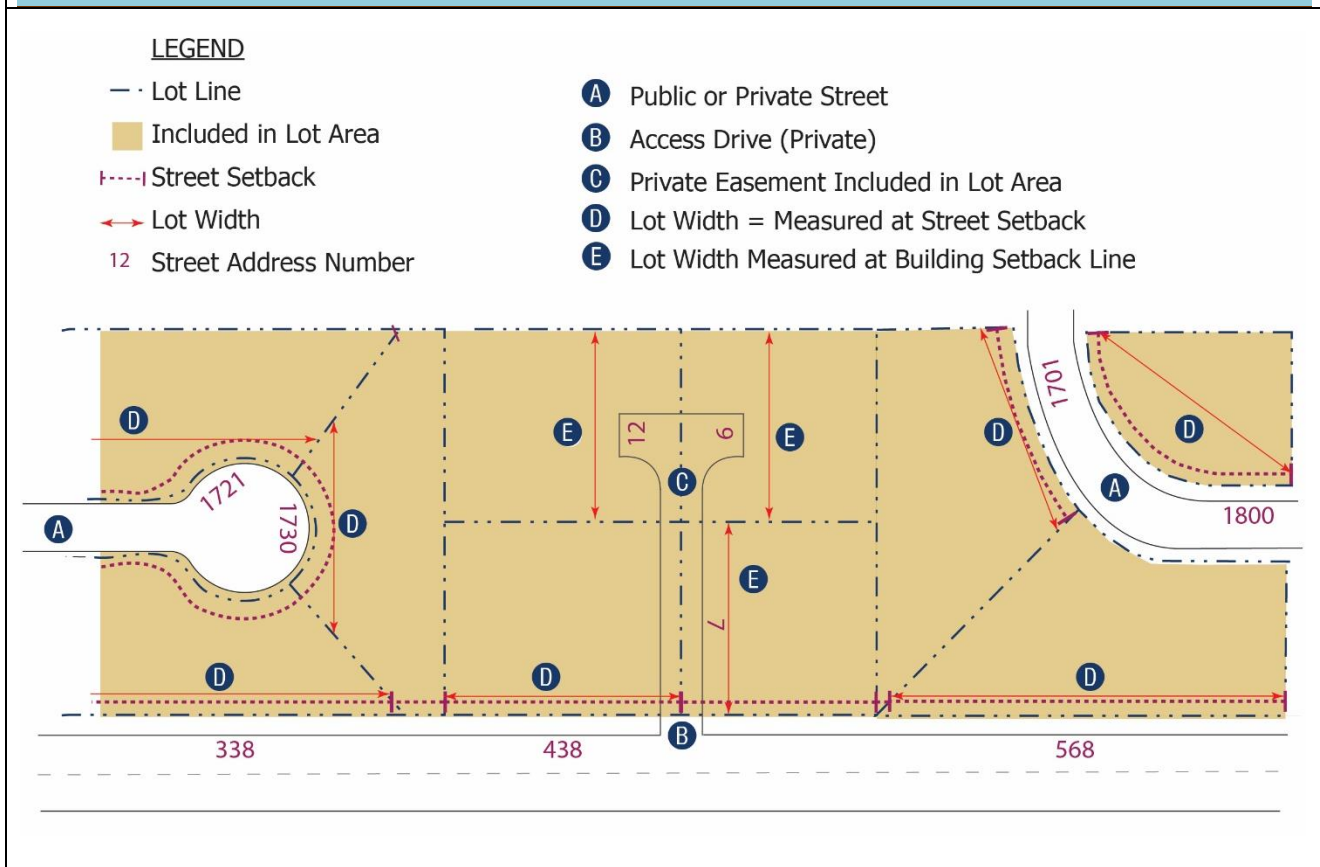 LEGEND
Lot Line
Included in Lot Area
Street Setback
Lot Width
12 Street Address Number
A Public or Private Street
B Access Drive (Private)
C Private Easement Included in Lot Area
D Lot Width = Measured at Street Setback
E Lot Width Measured at Building Setback Line
1701
D
E
12
6
E
D
D
1721
C
A
1800
A
1730
D
E
7
D
D
D
B
338
438
568